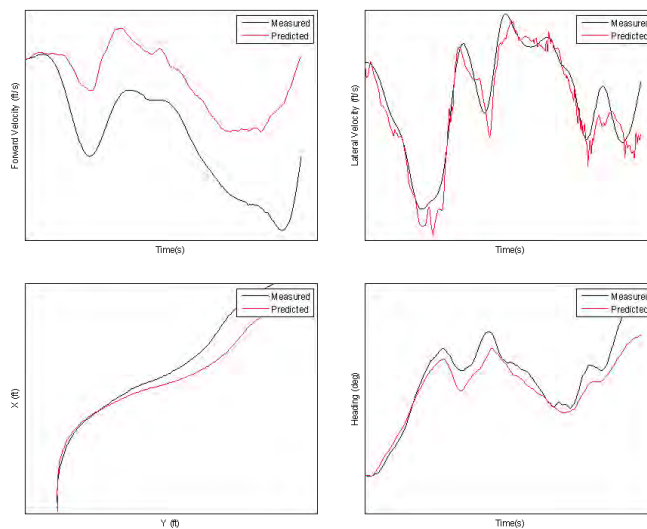 Measured
Predicted
Forward Velocity (ft/s)
Time(s)
Measured
Predicted
Lateral Velocity (ft/s)
Time(s)
Measured
Predicted
X (ft)
Y (ft)
Measured
Predicted
Heading (deg)
Time(s)